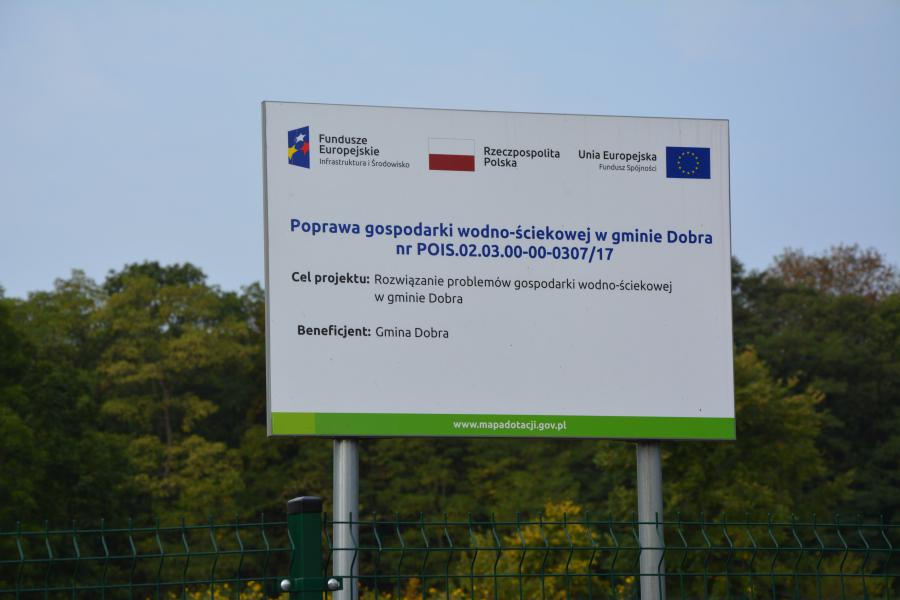 Fundusze
Europejskie
Infrastruktura i Środowisko
Rzeczpospolita
Polska
Unia Europejska
Fundusz Spójności
Poprawa gospodarki wodno-ściekowej w gminie Dobra
nr POIS.02.03.00-00-0307/17
Cel projektu: Rozwiązanie problemów gospodarki wodno-ściekowej
w gminie Dobra
Beneficjent: Gmina Dobra
www.mapadotacji.gov.pl